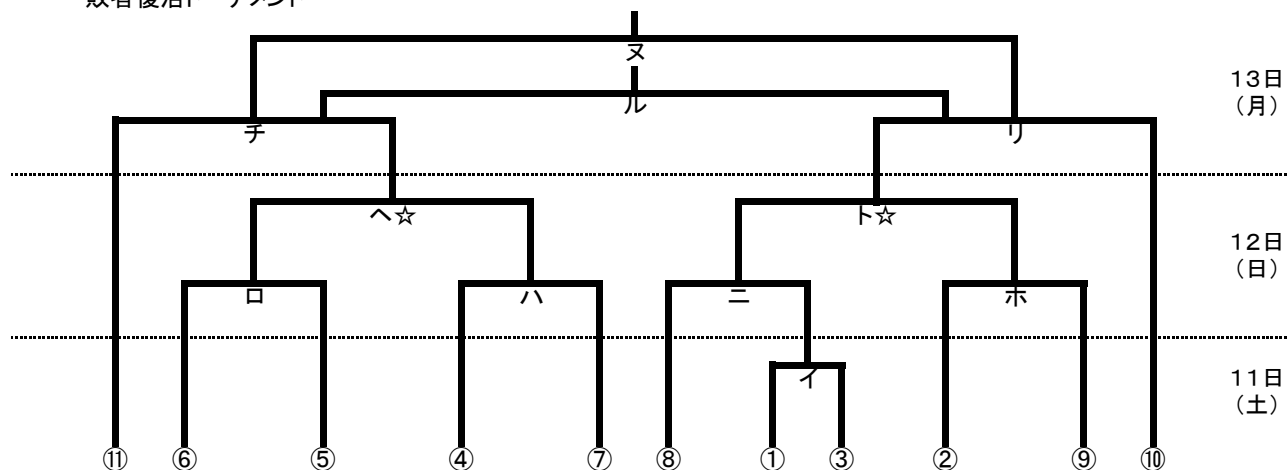 ヌ
13日
(月)
ル
チ
リ
ヘ☆
ト☆
12日
(日)
ロ
ハ
ニ
ホ
イ
11日
(土)
⑪ ⑥ ⑤ ④ ⑦ ⑧ ① ③ ② ⑨ ⑩